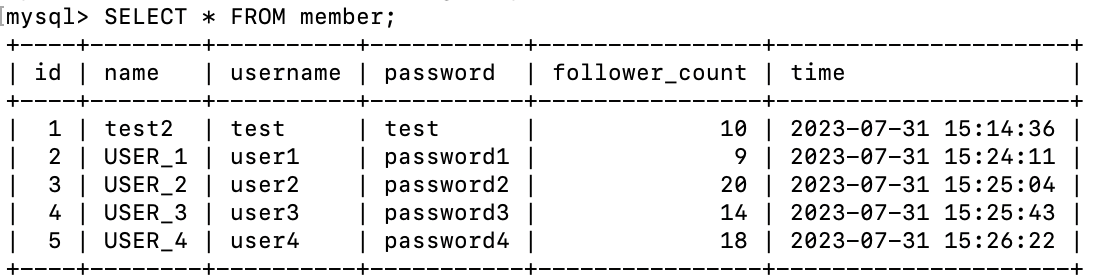 [mysql> SELECT * FROM member;
+----+--------+----------+-----------+----------------+---------------------+
| id | name   | username | password  | follower_count | time                |
+----+--------+----------+-----------+----------------+---------------------+
|  1 | test2  | test     | test      |             10 | 2023-07-31 15:14:36 |
|  2 | USER_1 | user1    | password1 |              9 | 2023-07-31 15:24:11 |
|  3 | USER_2 | user2    | password2 |             20 | 2023-07-31 15:25:04 |
|  4 | USER_3 | user3    | password3 |             14 | 2023-07-31 15:25:43 |
|  5 | USER_4 | user4    | password4 |             18 | 2023-07-31 15:26:22 |
+----+--------+----------+-----------+----------------+---------------------+